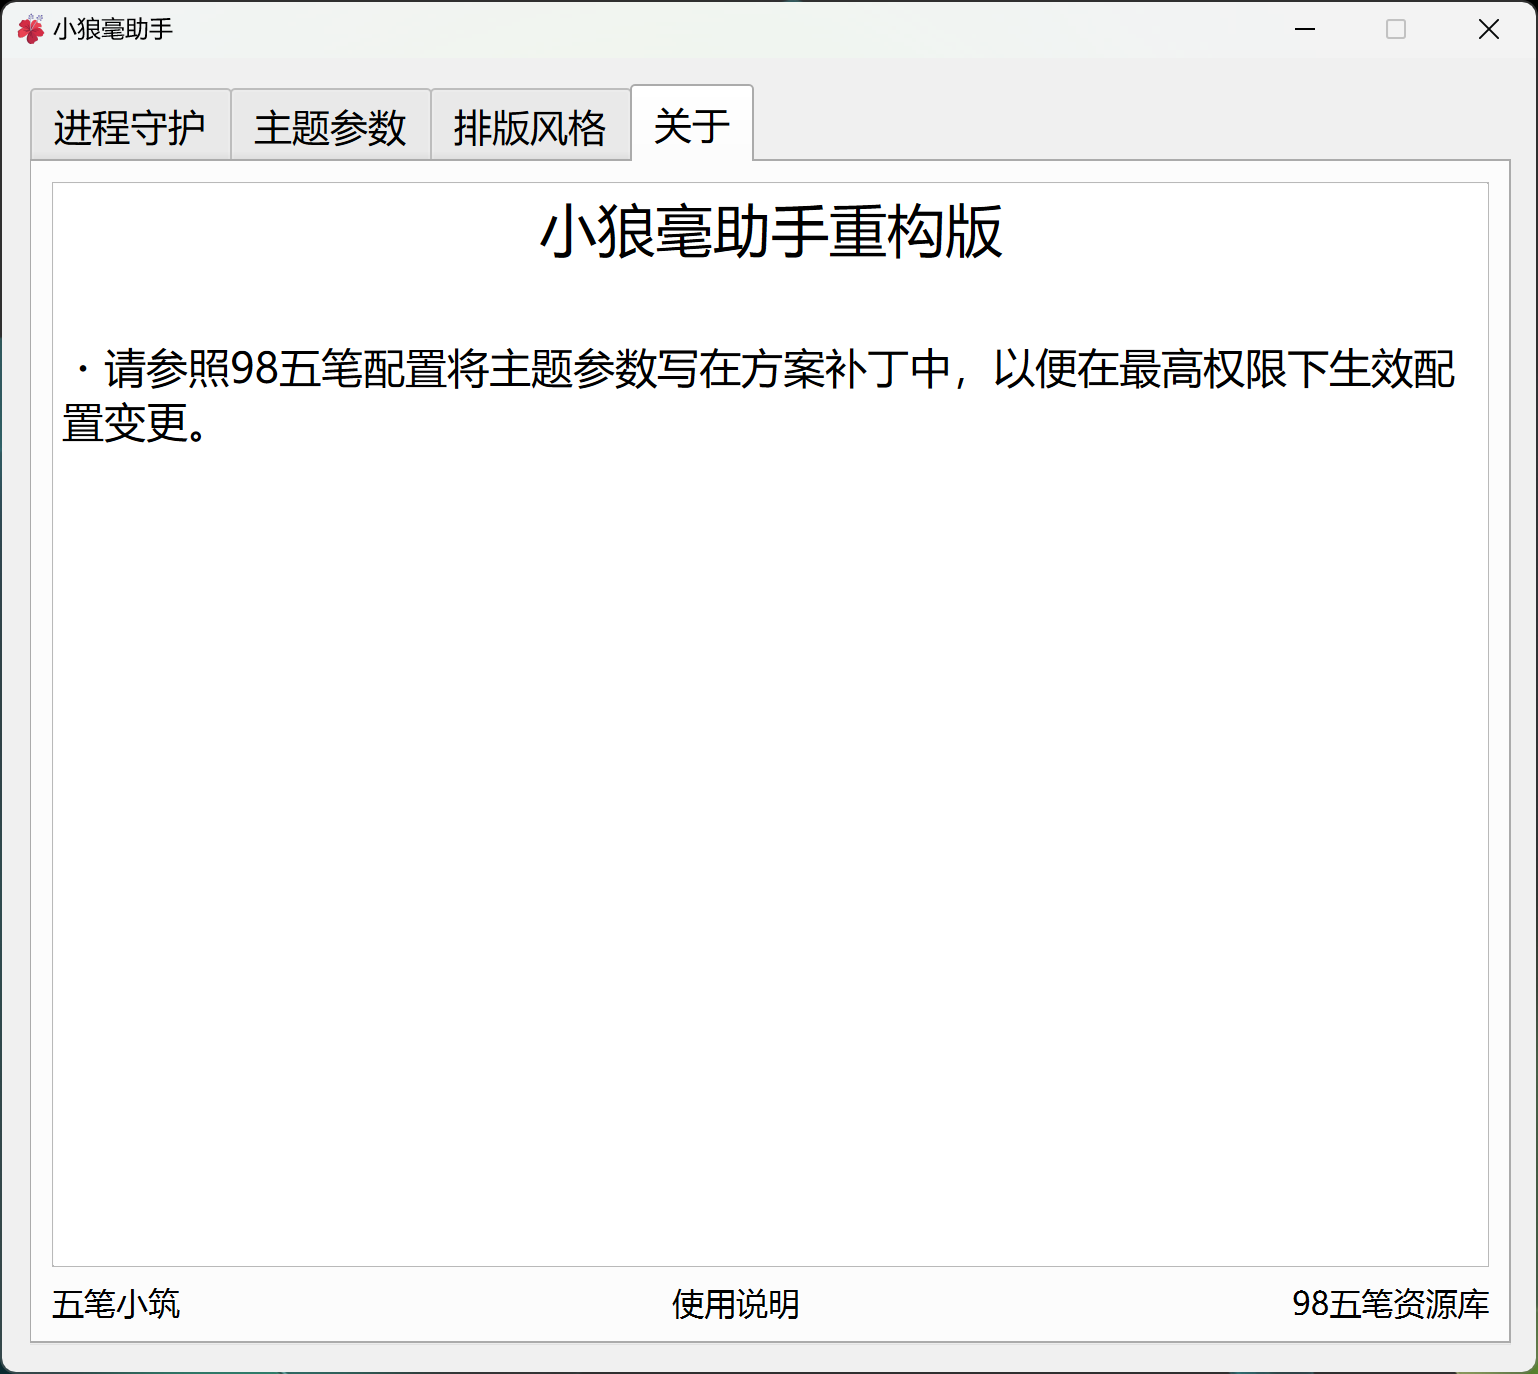 小狼毫助手
进程守护 主题参数 排版风格 关于
小狼毫助手重构版
· 请参照98五笔配置将主题参数写在方案补丁中，以便在最高权限下生效配
置变更。
五笔小筑 使用说明 98五笔资源库